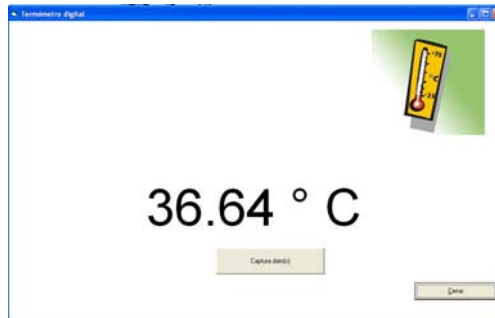 Termómetro digital
°C
36.64 ° C
Captura dato(s)
Cerrar